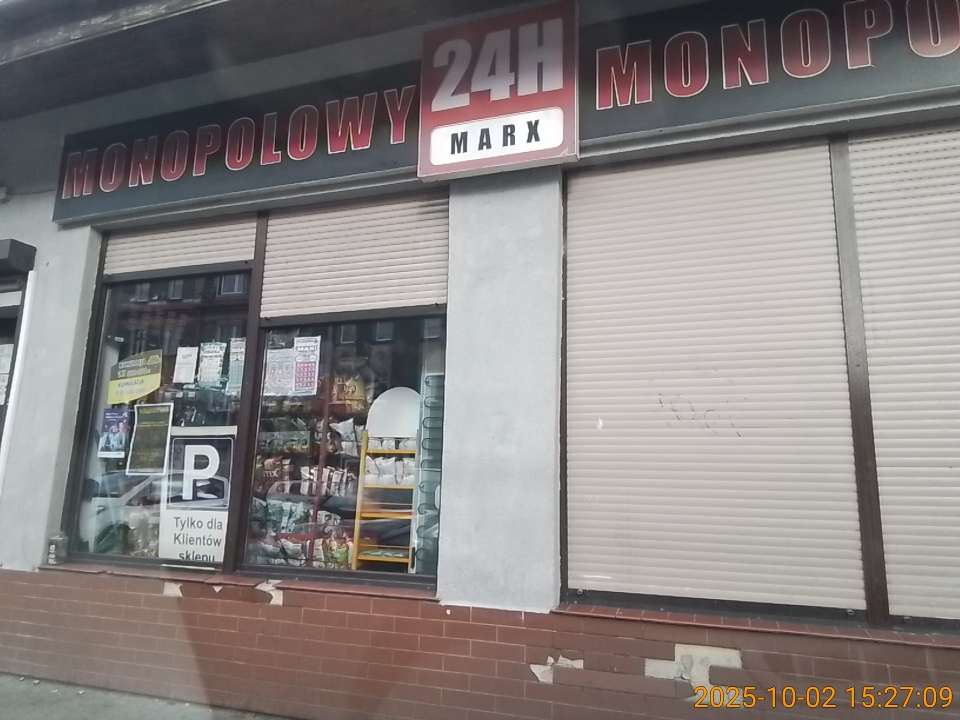 MONOPOLOWY
24H
MARX
MONOPO
P
Tylko dla
Klientów
sklepu
2025-10-02 15:27:09